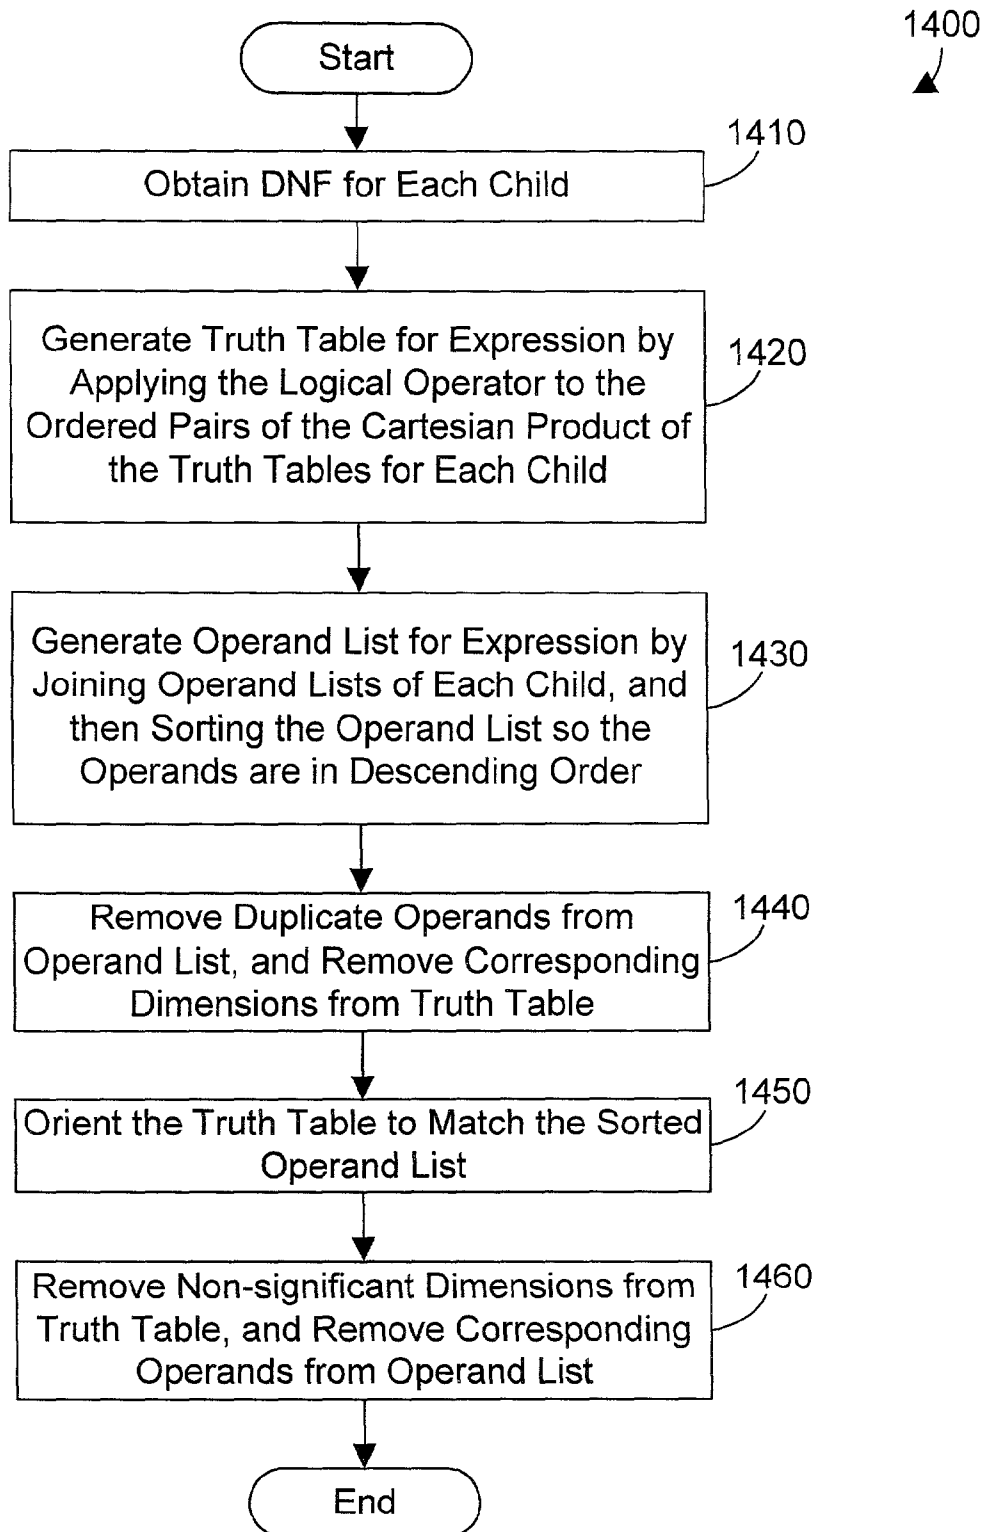 1400
Start
1410
Obtain DNF for Each Child
1420
Generate Truth Table for Expression by
Applying the Logical Operator to the
Ordered Pairs of the Cartesian Product of
the Truth Tables for Each Child
1430
Generate Operand List for Expression by
Joining Operand Lists of Each Child, and
then Sorting the Operand List so the
Operands are in Descending Order
1440
Remove Duplicate Operands from
Operand List, and Remove Corresponding
Dimensions from Truth Table
1450
Orient the Truth Table to Match the Sorted
Operand List
1460
Remove Non-significant Dimensions from
Truth Table, and Remove Corresponding
Operands from Operand List
End